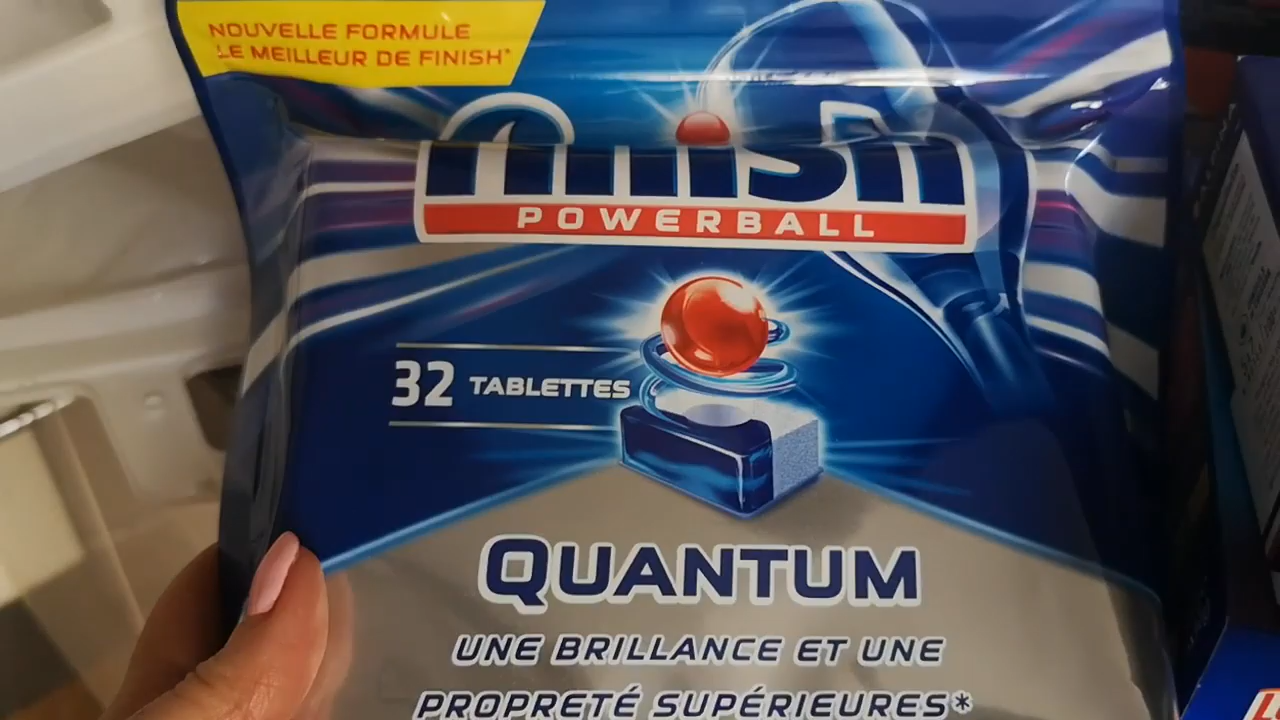 NOUVELLE FORMULE
LE MEILLEUR DE FINISH*
finish
POWERBALL
32 TABLETTES
QUANTUM
UNE BRILLANCE ET UNE
PROPRETÉ SUPÉRIEURES*